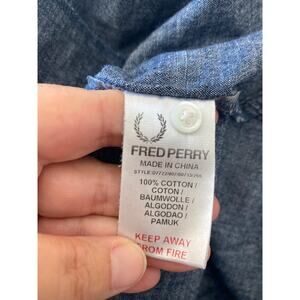 FRED PERRY
MADE IN CHINA
100% COTTON/
COTON/
BAUMWOLLE/
ALGODON/
ALGODAO/
PAMUK
KEEP AWAY
FROM FIRE